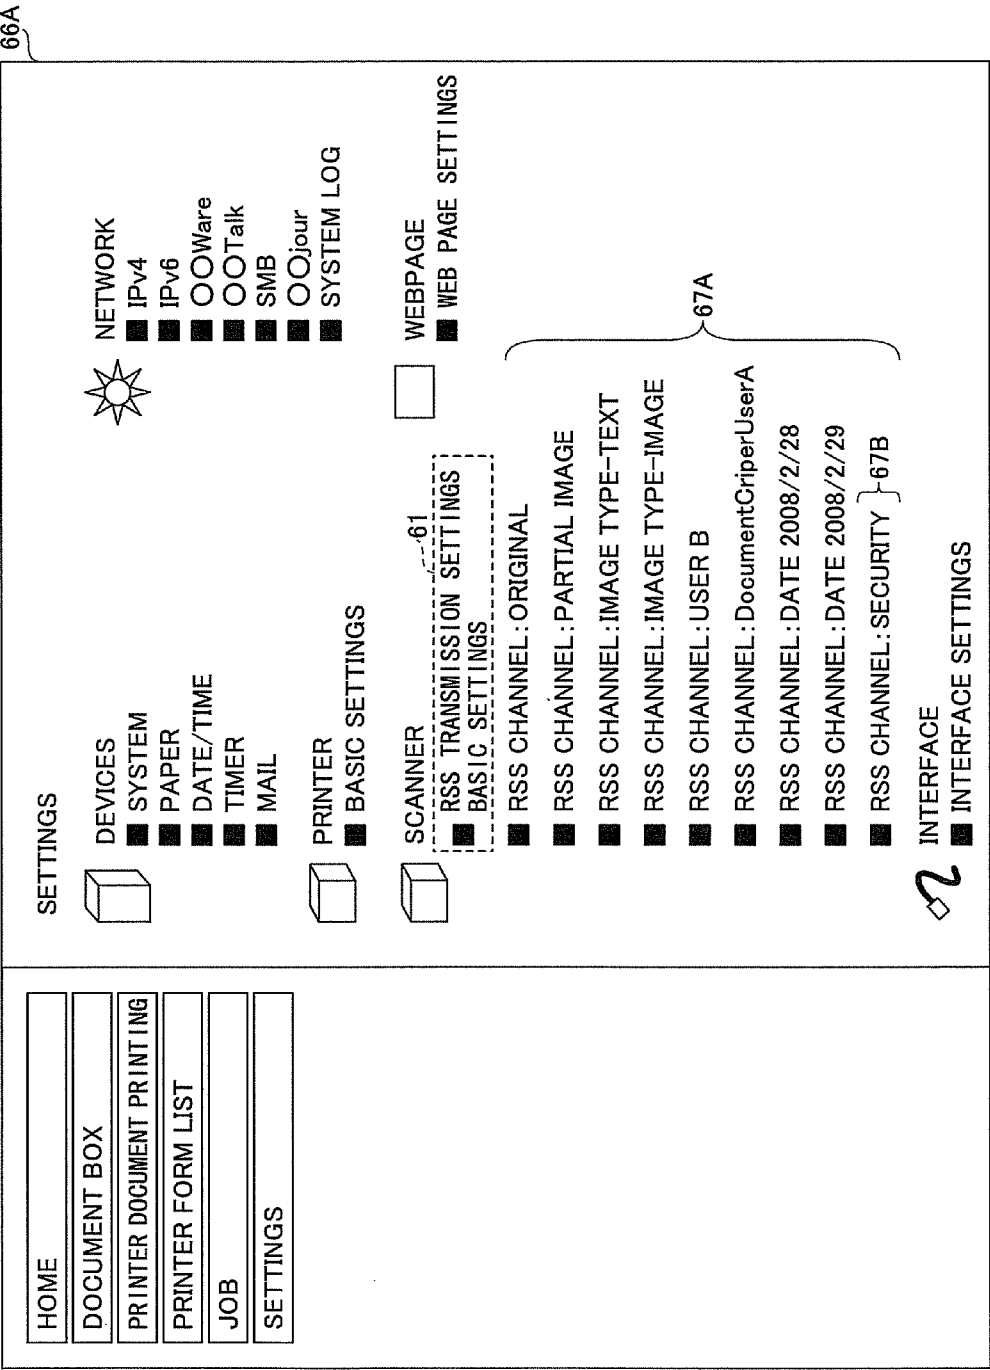 66A
HOME
DOCUMENT BOX
PRINTER DOCUMENT PRINTING
PRINTER FORM LIST
JOB
SETTINGS
SETTINGS
DEVICES
SYSTEM
PAPER
DATE/TIME
TIMER
MAIL
NETWORK
IPv4
IPv6
○○Ware
○○Talk
SMB
○○jour
SYSTEM LOG
PRINTER
BASIC SETTINGS
SCANNER
61
RSS TRANSMISSION SETTINGS
BASIC SETTINGS
RSS CHANNEL:ORIGINAL
RSS CHANNEL:PARTIAL IMAGE
RSS CHANNEL:IMAGE TYPE-TEXT
RSS CHANNEL:IMAGE TYPE-IMAGE
RSS CHANNEL:USER B
RSS CHANNEL:DocumentCriperUserA
RSS CHANNEL:DATE 2008/2/28
RSS CHANNEL:DATE 2008/2/29
RSS CHANNEL:SECURITY
67B
67A
WEBPAGE
WEB PAGE SETTINGS
INTERFACE
INTERFACE SETTINGS